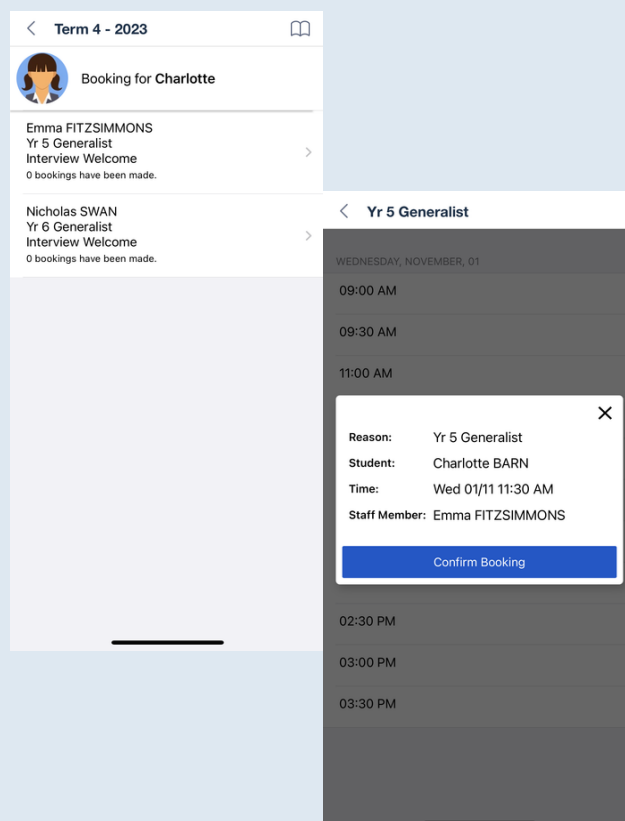 Term 4 - 2023
Booking for Charlotte
Emma FITZSIMMONS
Yr 5 Generalist
Interview Welcome
0 bookings have been made.
Nicholas SWAN
Yr 6 Generalist
Interview Welcome
0 bookings have been made.
Yr 5 Generalist
WEDNESDAY, NOVEMBER, 01
09:00 AM
09:30 AM
11:00 AM
Reason: Yr 5 Generalist
Student: Charlotte BARN
Time: Wed 01/11 11:30 AM
Staff Member: Emma FITZSIMMONS
Confirm Booking
02:30 PM
03:00 PM
03:30 PM